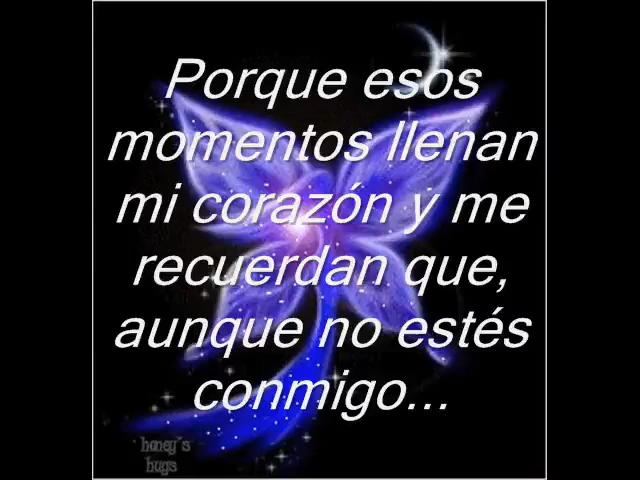 Porque esos
momentos llenan
mi corazón y me
recuerdan que,
aunque no estés
conmigo...
honey's
hugs